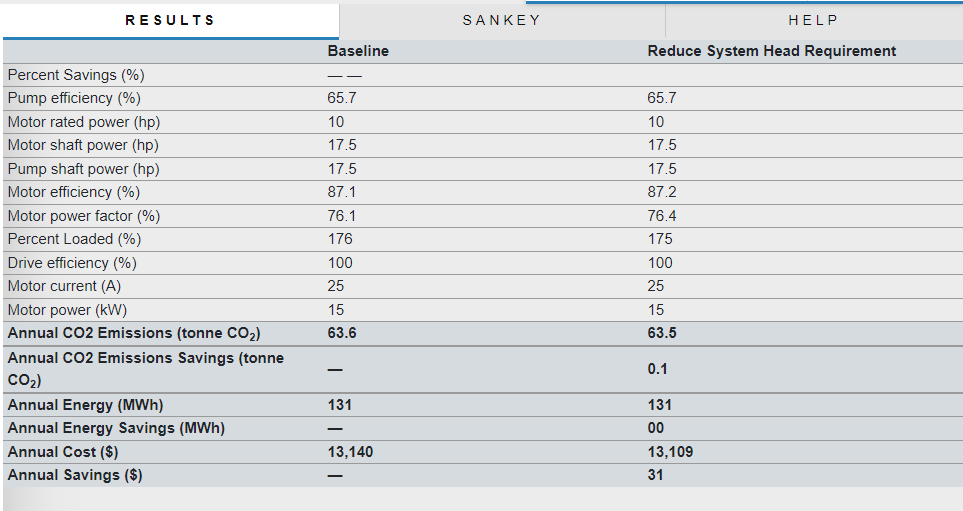 RESULTS SANKEY HELP
Baseline Reduce System Head Requirement
Percent Savings (%) — —
Pump efficiency (%) 65.7 65.7
Motor rated power (hp) 10 10
Motor shaft power (hp) 17.5 17.5
Pump shaft power (hp) 17.5 17.5
Motor efficiency (%) 87.1 87.2
Motor power factor (%) 76.1 76.4
Percent Loaded (%) 176 175
Drive efficiency (%) 100 100
Motor current (A) 25 25
Motor power (kW) 15 15
Annual CO2 Emissions (tonne CO₂) 63.6 63.5
Annual CO2 Emissions Savings (tonne
CO₂) — 0.1
Annual Energy (MWh) 131 131
Annual Energy Savings (MWh) — 00
Annual Cost ($) 13,140 13,109
Annual Savings ($) — 31